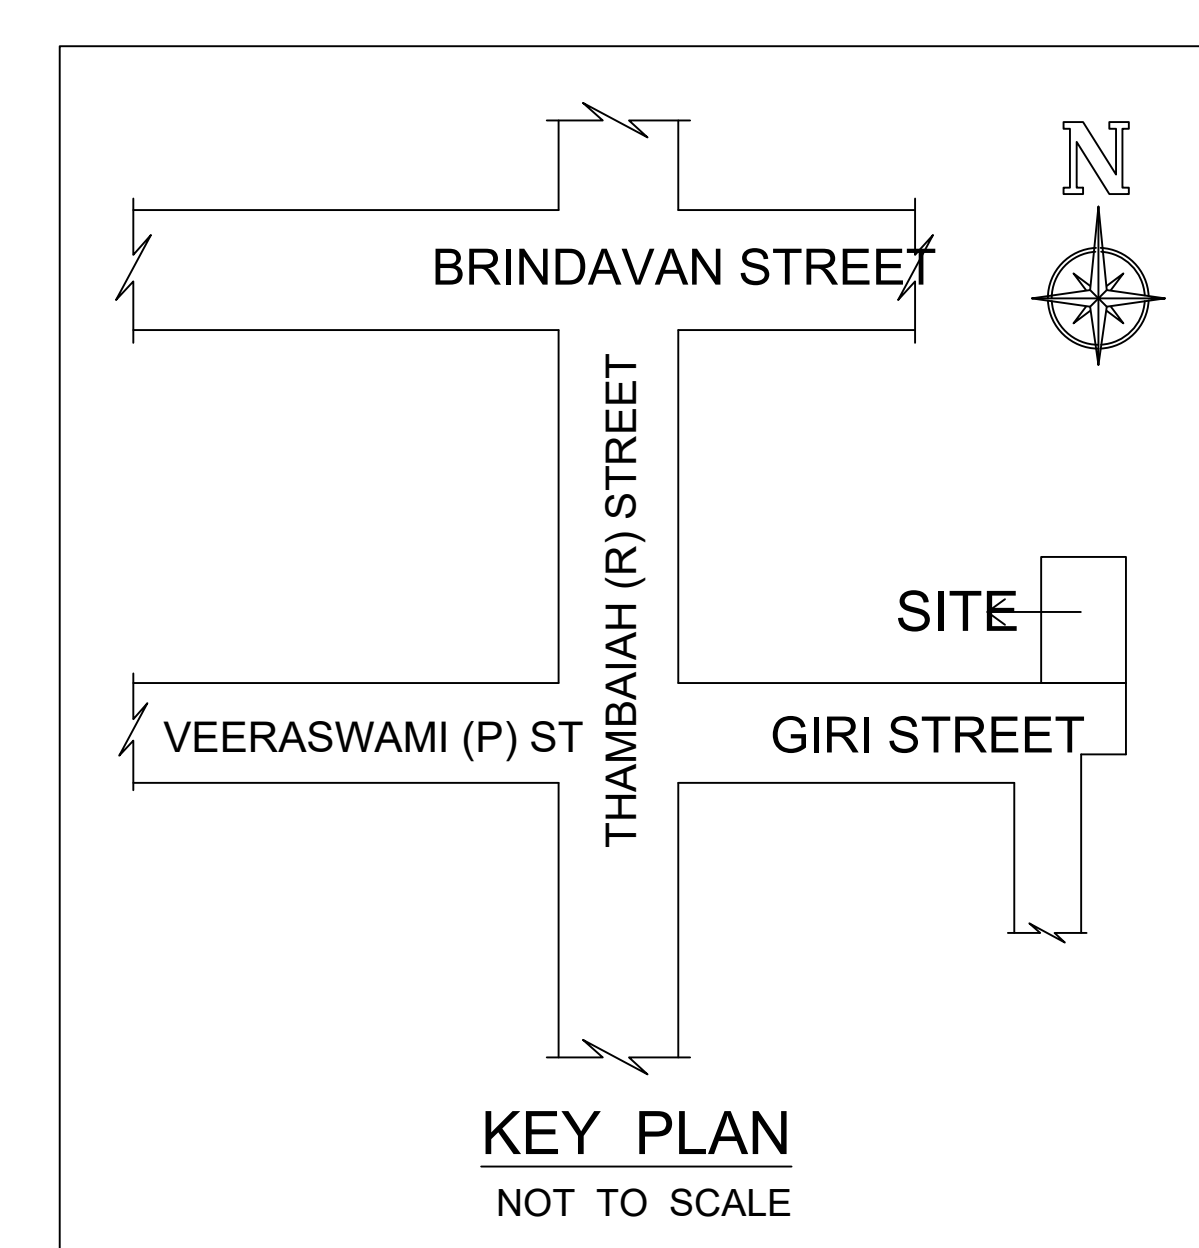 N
BRINDAVAN STREET
THAMBAIAH (R) STREET
SITE
VEERASWAMI (P) ST
GIRI STREET
KEY PLAN
NOT TO SCALE